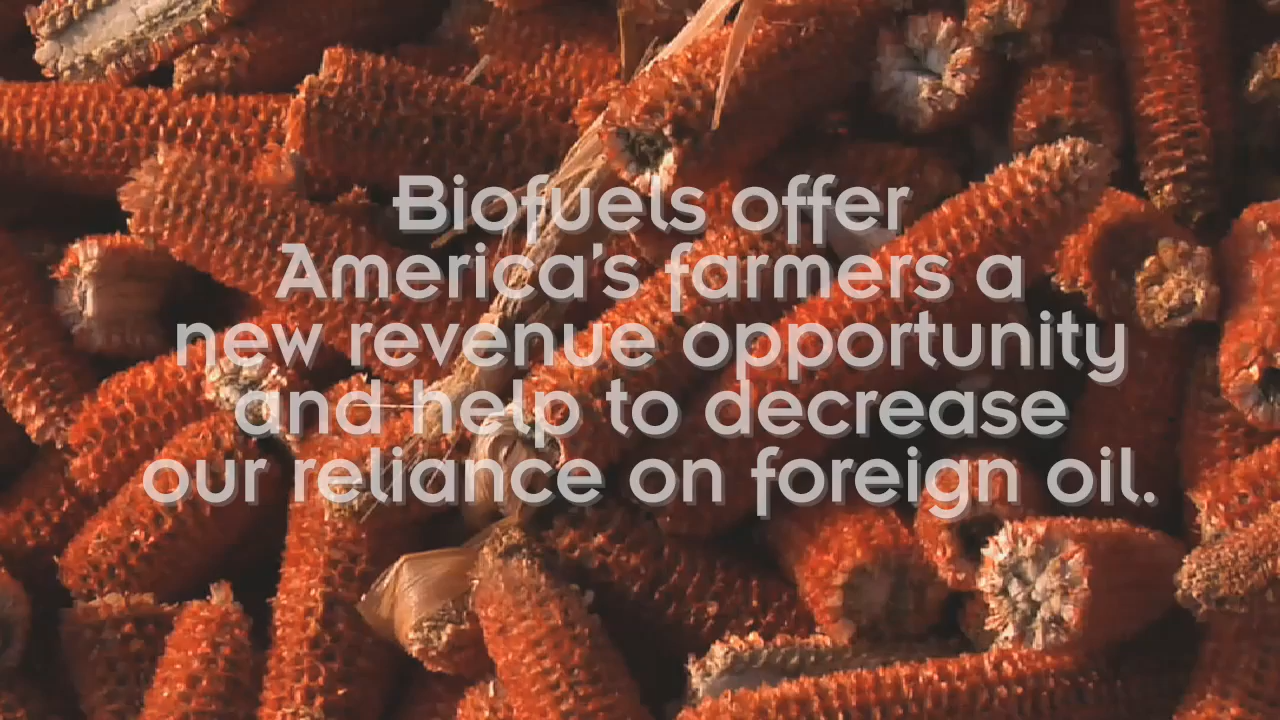 Biofuels offer
America's farmers a
new revenue opportunity
and help to decrease
our reliance on foreign oil.